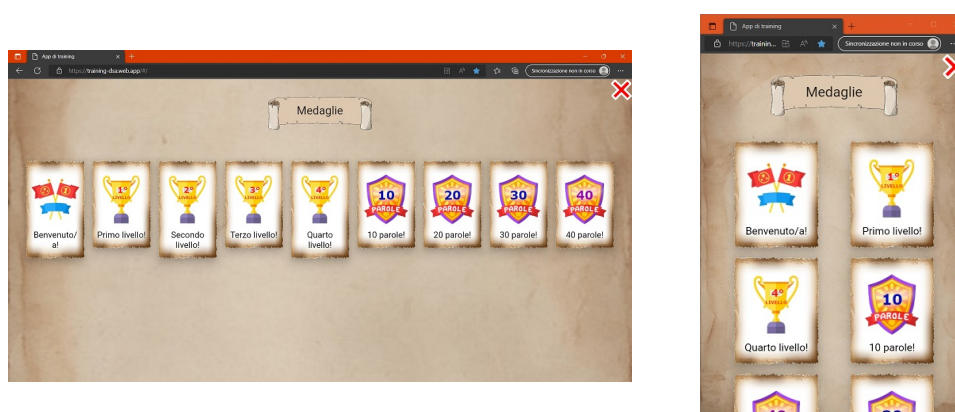 App di training
https://training-dsa.web.app/#/
Sincronizzazione non in corso
Medaglie
1°
LIVELLO
2°
LIVELLO
3°
LIVELLO
4°
LIVELLO
10
PAROLE
20
PAROLE
30
PAROLE
40
PAROLE
Benvenuto/
a!
Primo livello!
Secondo
livello!
Terzo livello!
Quarto
livello!
10 parole!
20 parole!
30 parole!
40 parole!
App di training
https://trainin...
Sincronizzazione non in corso
Medaglie
1°
LIVELLO
Benvenuto/a!
Primo livello!
4°
LIVELLO
10
PAROLE
Quarto livello!
10 parole!